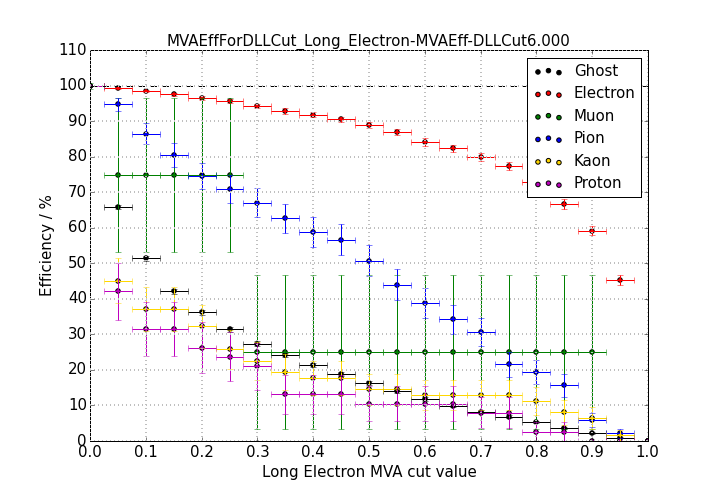 MVAEffForDLLCut_Long_Electron-MVAEff-DLLCut6.000
Ghost
Electron
Muon
Pion
Kaon
Proton
Efficiency / %
110
100
90
80
70
60
50
40
30
20
10
0
0.0 0.1 0.2 0.3 0.4 0.5 0.6 0.7 0.8 0.9 1.0
Long Electron MVA cut value